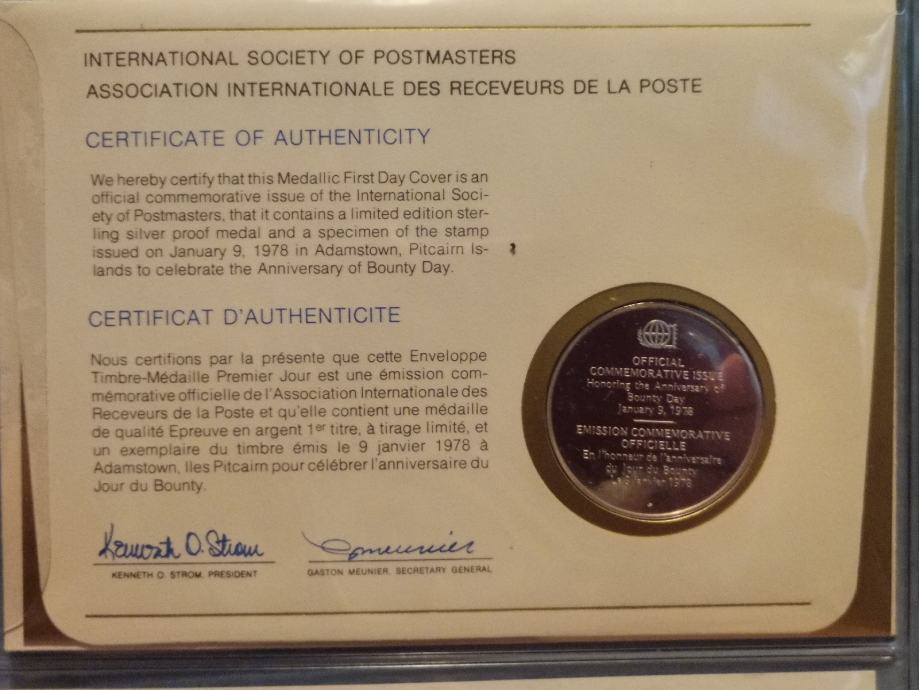 INTERNATIONAL SOCIETY OF POSTMASTERS
ASSOCIATION INTERNATIONALE DES RECEVEURS DE LA POSTE
CERTIFICATE OF AUTHENTICITY
We hereby certify that this Medallic First Day Cover is an
official commemorative issue of the International Soci-
ety of Postmasters, that it contains a limited edition ster-
ling silver proof medal and a specimen of the stamp
issued on January 9, 1978 in Adamstown, Pitcairn Is-
lands to celebrate the Anniversary of Bounty Day.
CERTIFICAT D'AUTHENTICITE
Nous certifions par la présente que cette Enveloppe
Timbre-Médaille Premier Jour est une émission com-
mémorative officielle de l'Association Internationale des
Receveurs de la Poste et qu'elle contient une médaille
de qualité Epreuve en argent 1er titre, à tirage limité, et
un exemplaire du timbre émis le 9 janvier 1978 à
Adamstown, Iles Pitcairn pour célébrer l'anniversaire du
Jour du Bounty.
Kenneth O. Strom
G meunier
KENNETH O. STROM, PRESIDENT
GASTON MEUNIER, SECRETARY GENERAL
OFFICIAL
COMMEMORATIVE ISSUE
Honoring the Anniversary of
Bounty Day
January 9, 1978
EMISSION COMMEMORATIVE
OFFICIELLE
En l'honneur de l'anniversaire
du Jour du Bounty
Le 9 janvier 1978